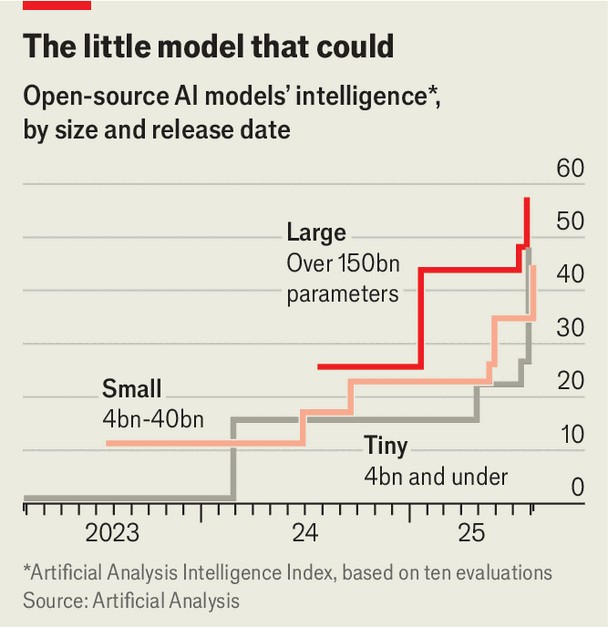 The little model that could
Open-source AI models' intelligence*,
by size and release date
60
50
40
30
20
10
0
Large
Over 150bn
parameters
Small
4bn-40bn
Tiny
4bn and under
2023
24
25
*Artificial Analysis Intelligence Index, based on ten evaluations
Source: Artificial Analysis